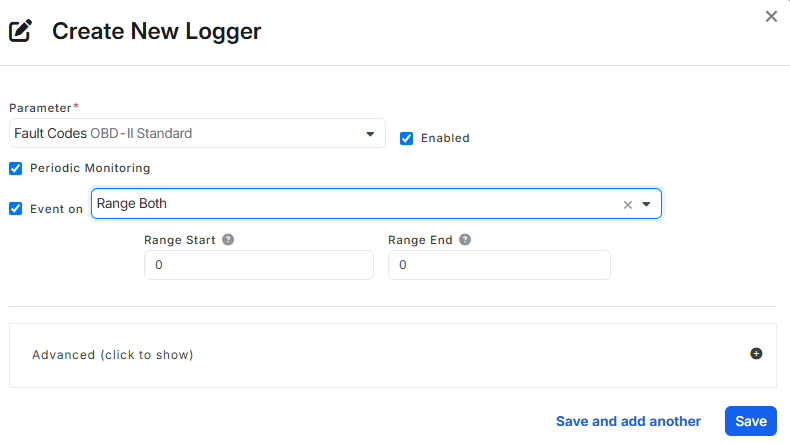 Create New Logger
Parameter*
Fault Codes OBD-II Standard
Enabled
Periodic Monitoring
Event on
Range Both
Range Start
Range End
0
0
Advanced (click to show)
Save and add another
Save